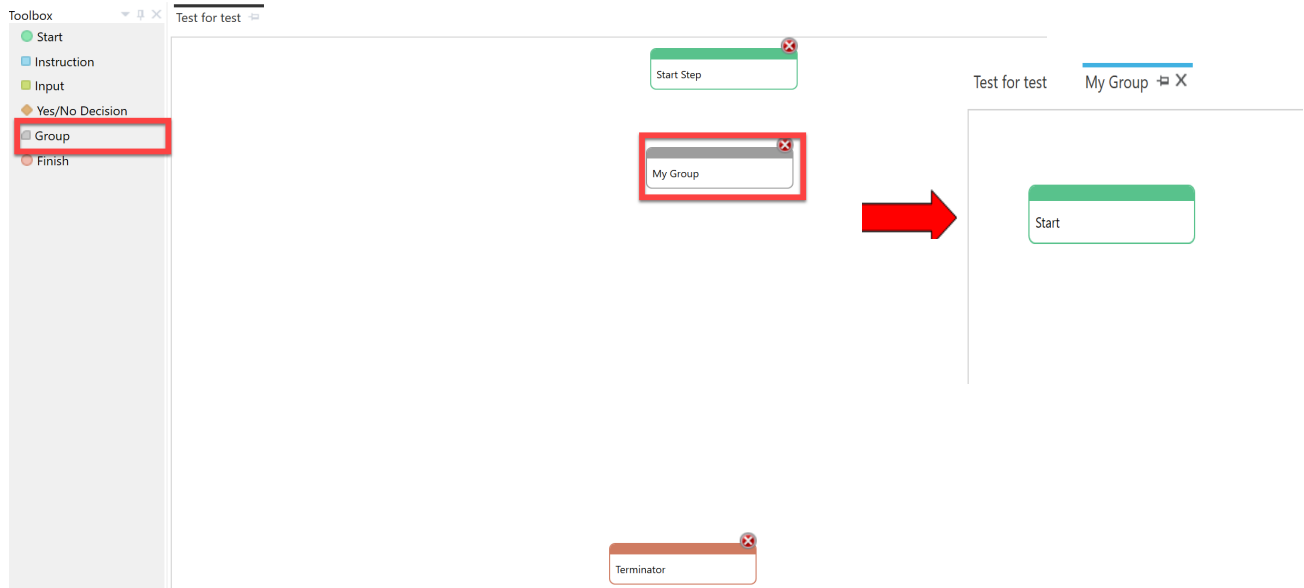 Toolbox
Start
Instruction
Input
Yes/No Decision
Group
Finish
Test for test
Start Step
My Group
Terminator
Test for test My Group
Start